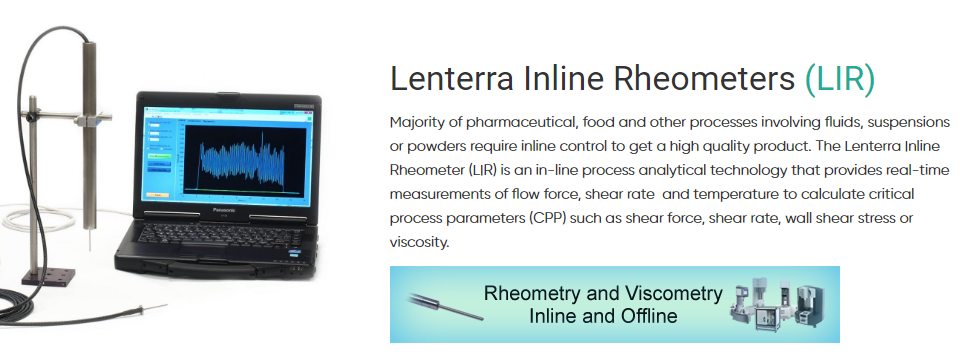 Lenterra Inline Rheometers (LIR)
Majority of pharmaceutical, food and other processes involving fluids, suspensions
or powders require inline control to get a high quality product. The Lenterra Inline
Rheometer (LIR) is an in-line process analytical technology that provides real-time
measurements of flow force, shear rate and temperature to calculate critical
process parameters (CPP) such as shear force, shear rate, wall shear stress or
viscosity.
Panasonic
Rheometry and Viscometry
Inline and Offline